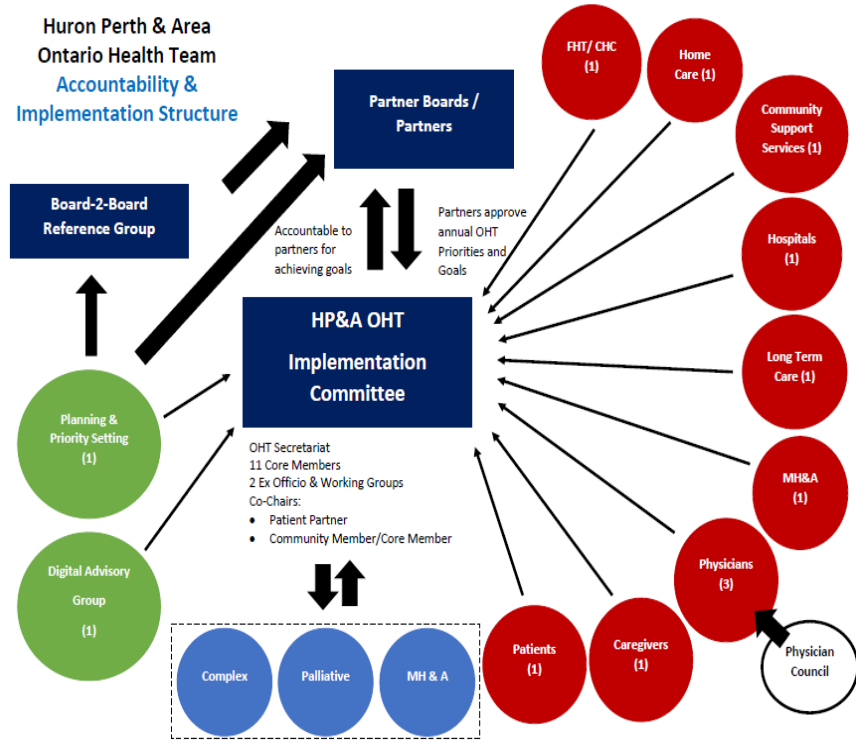 Huron Perth & Area
Ontario Health Team
Accountability &
Implementation Structure
Partner Boards /
Partners
Board-2-Board
Reference Group
Accountable to
partners for
achieving goals
Partners approve
annual OHT
Priorities and
Goals
HP&A OHT
Implementation
Committee
OHT Secretariat
11 Core Members
2 Ex Officio & Working Groups
Co-Chairs:
• Patient Partner
• Community Member/Core Member
Planning &
Priority Setting
(1)
Digital Advisory
Group
(1)
Complex
Palliative
MH & A
FHT/ CHC
(1)
Home
Care (1)
Community
Support
Services (1)
Hospitals
(1)
Long Term
Care (1)
MH&A
(1)
Physicians
(3)
Physician
Council
Caregivers
(1)
Patients
(1)